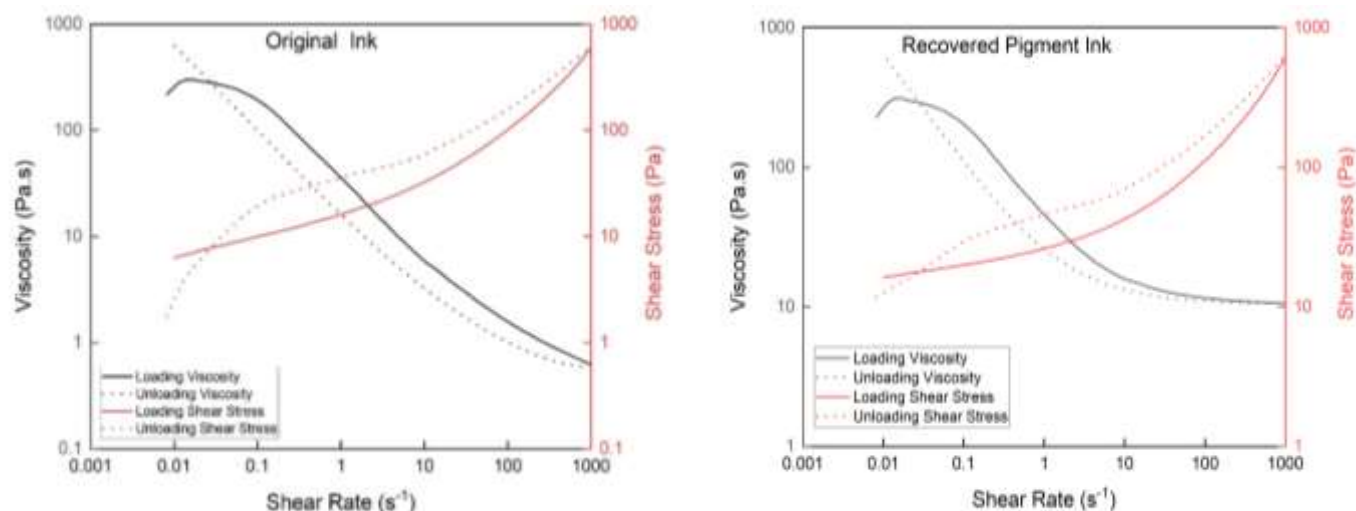 Original Ink
1000
100
10
1
0.1
Viscosity (Pa.s)
1000
100
10
1
0.1
Shear Stress (Pa)
Loading Viscosity
Unloading Viscosity
Loading Shear Stress
Unloading Shear Stress
0.001 0.01 0.1 1 10 100 1000
Shear Rate (s⁻¹)
Recovered Pigment Ink
1000
100
10
1
Viscosity (Pa.s)
1000
100
10
1
Shear Stress (Pa)
Loading Viscosity
Unloading Viscosity
Loading Shear Stress
Unloading Shear Stress
0.001 0.01 0.1 1 10 100 1000
Shear Rate (s⁻¹)